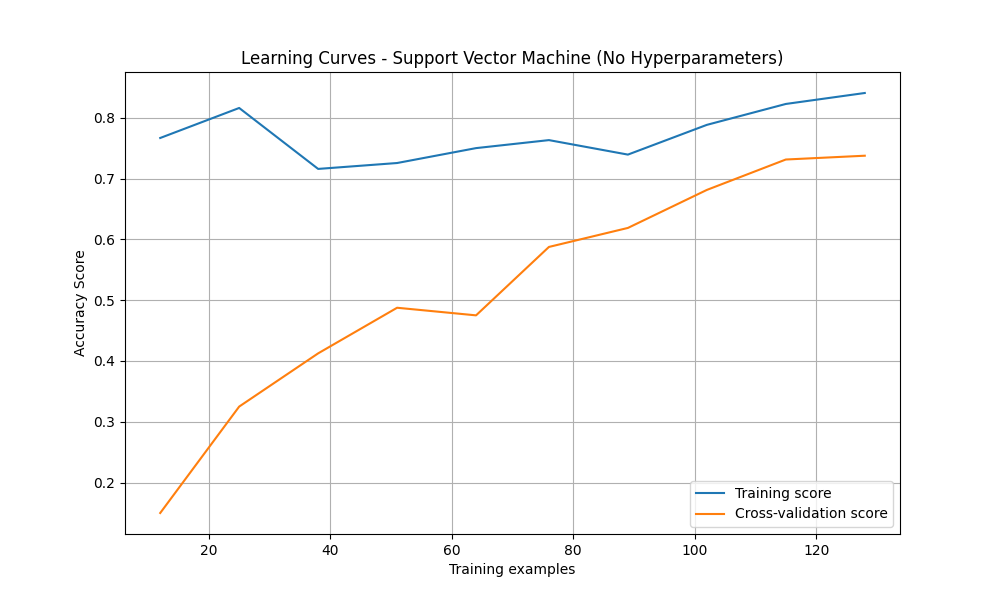 Learning Curves - Support Vector Machine (No Hyperparameters)
Accuracy Score
0.8
0.7
0.6
0.5
0.4
0.3
0.2
Training score
Cross-validation score
20 40 60 80 100 120
Training examples